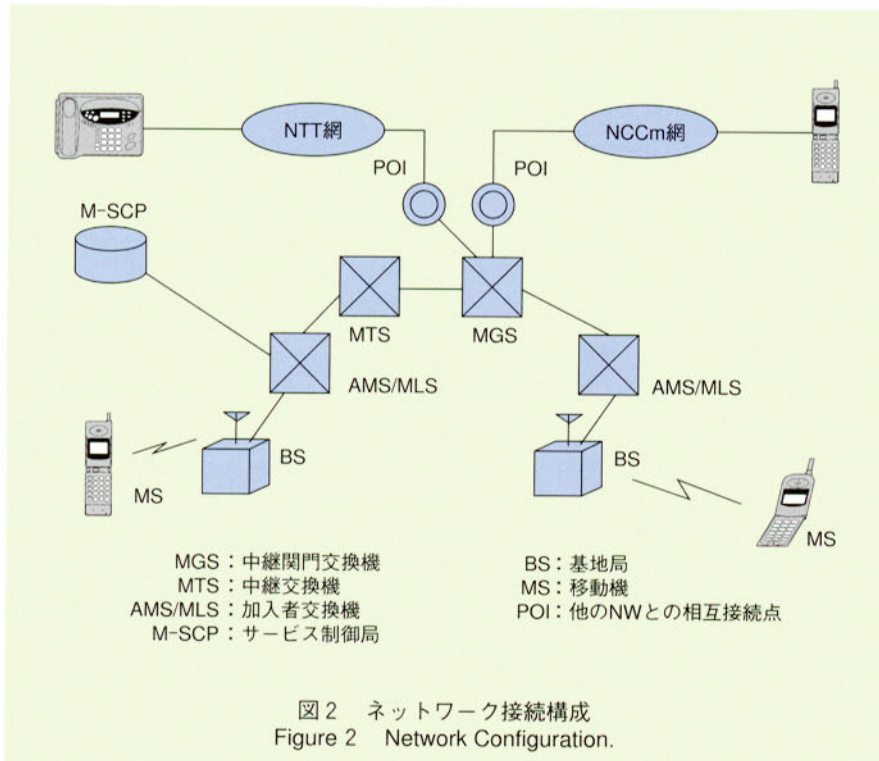 NTT網
NCCm網
POI
POI
M-SCP
MTS
MGS
AMS/MLS
AMS/MLS
BS
BS
MS
MS
MGS：中継関門交換機
MTS：中継交換機
AMS/MLS：加入者交換機
M-SCP：サービス制御局
BS：基地局
MS：移動機
POI：他のNWとの相互接続点
図2 ネットワーク接続構成
Figure 2 Network Configuration.